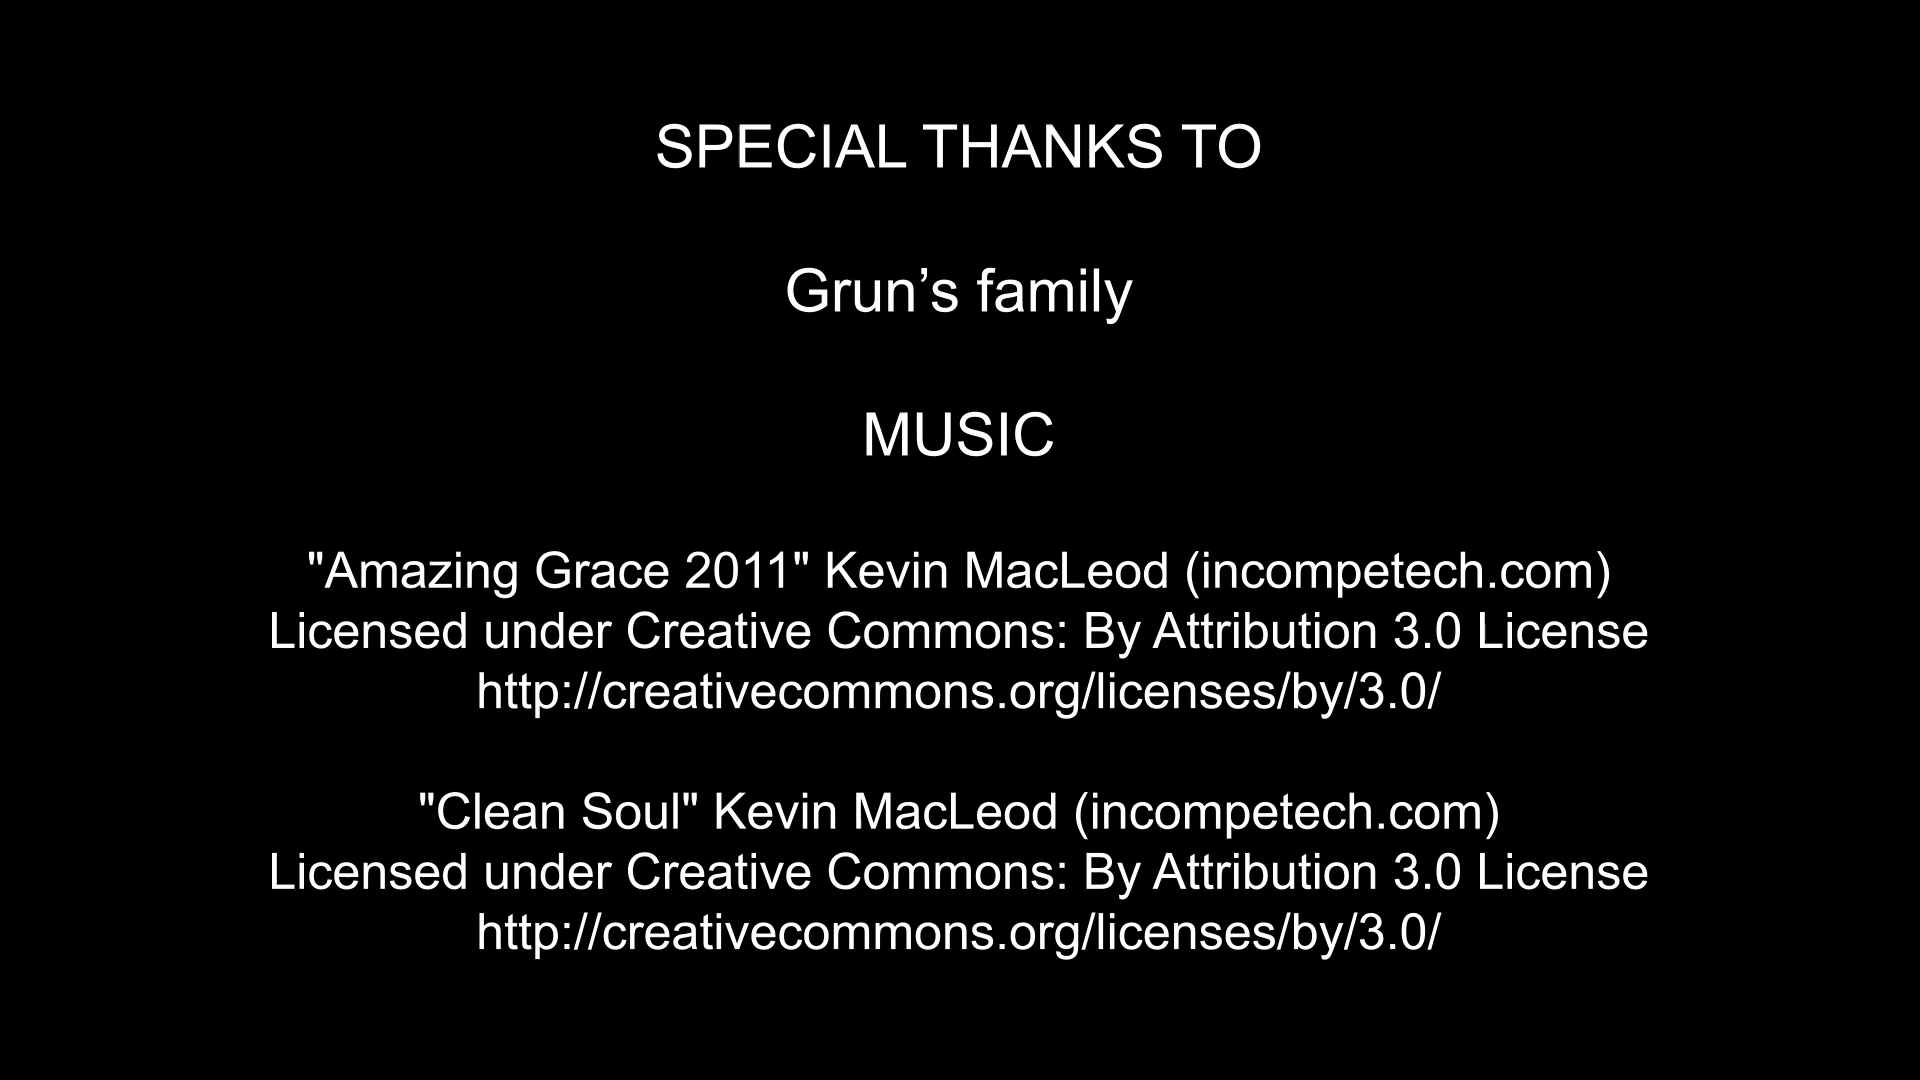 SPECIAL THANKS TO
Grun’s family
MUSIC
"Amazing Grace 2011" Kevin MacLeod (incompetech.com)
Licensed under Creative Commons: By Attribution 3.0 License
http://creativecommons.org/licenses/by/3.0/
"Clean Soul" Kevin MacLeod (incompetech.com)
Licensed under Creative Commons: By Attribution 3.0 License
http://creativecommons.org/licenses/by/3.0/